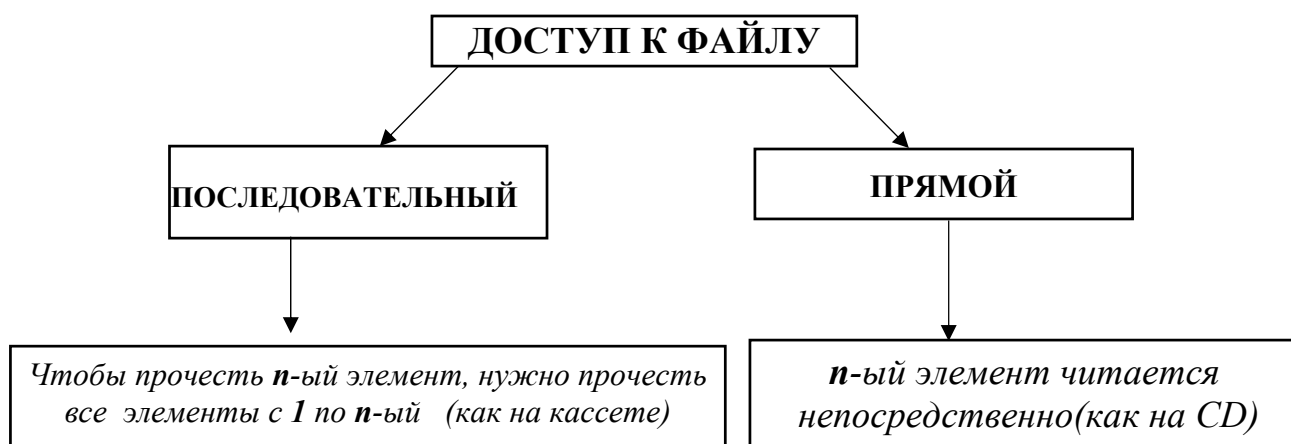 ДОСТУП К ФАЙЛУ
ПОСЛЕДОВАТЕЛЬНЫЙ
ПРЯМОЙ
Чтобы прочесть n-ый элемент, нужно прочесть
все элементы с 1 по n-ый (как на кассете)
n-ый элемент читается
непосредственно(как на CD)